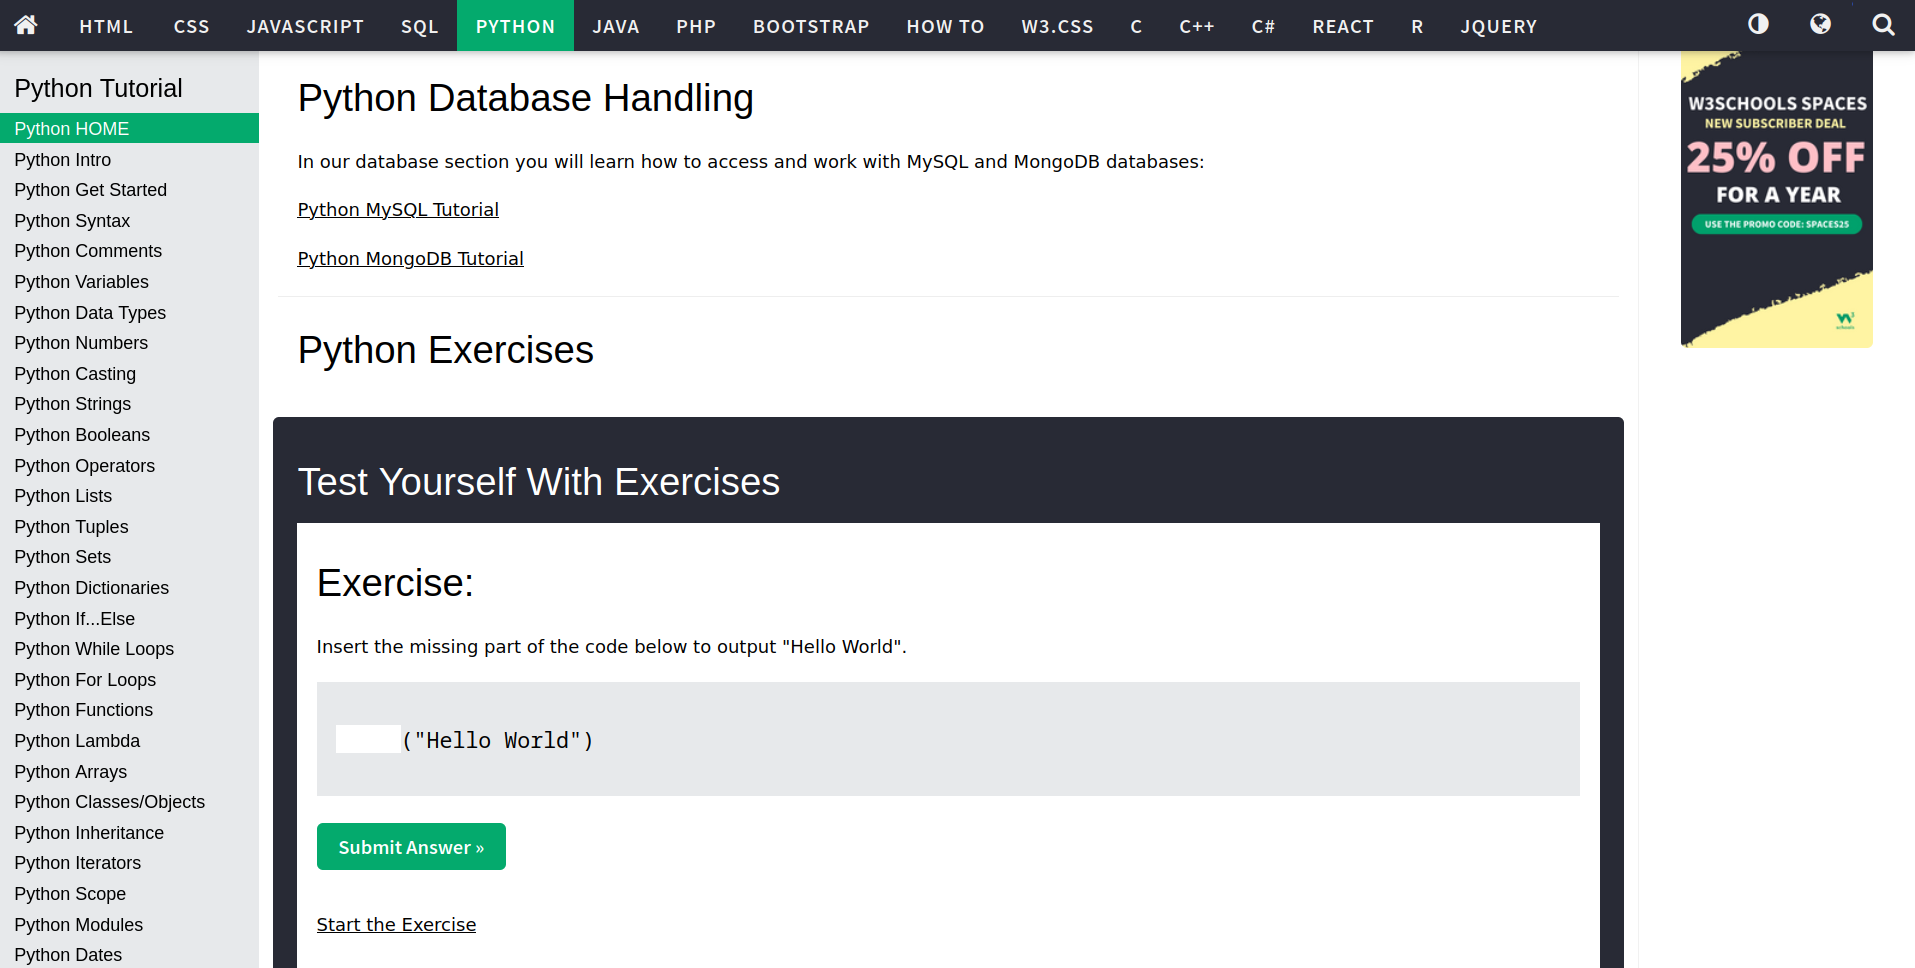 HTML CSS JAVASCRIPT SQL PYTHON JAVA PHP BOOTSTRAP HOW TO W3.CSS C C++ C# REACT R JQUERY
Python Tutorial
Python HOME
Python Intro
Python Get Started
Python Syntax
Python Comments
Python Variables
Python Data Types
Python Numbers
Python Casting
Python Strings
Python Booleans
Python Operators
Python Lists
Python Tuples
Python Sets
Python Dictionaries
Python If...Else
Python While Loops
Python For Loops
Python Functions
Python Lambda
Python Arrays
Python Classes/Objects
Python Inheritance
Python Iterators
Python Scope
Python Modules
Python Dates
Python Database Handling
In our database section you will learn how to access and work with MySQL and MongoDB databases:
Python MySQL Tutorial
Python MongoDB Tutorial
Python Exercises
Test Yourself With Exercises
Exercise:
Insert the missing part of the code below to output "Hello World".
("Hello World")
Submit Answer »
Start the Exercise
W3SCHOOLS SPACES
NEW SUBSCRIBER DEAL
25% OFF
FOR A YEAR
USE THE PROMO CODE: SPACES25
W3
schools